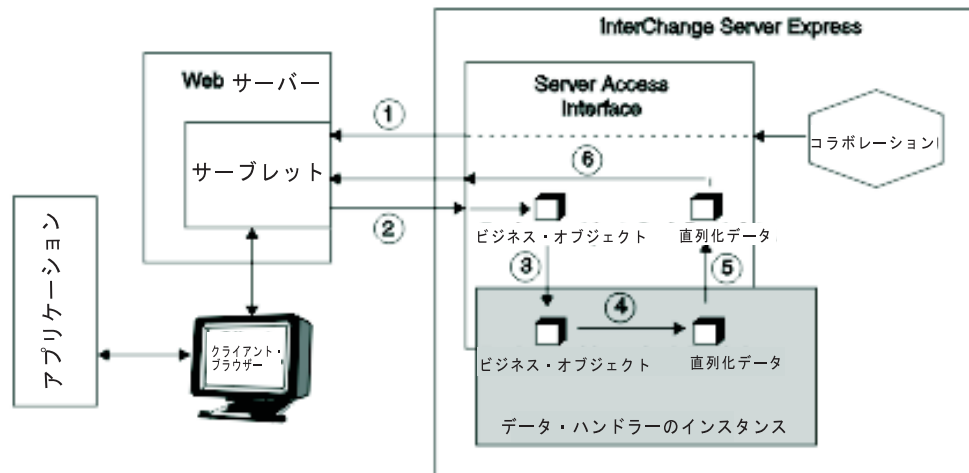 InterChange Server Express
Web サーバー
Server Access
Interface
①
コラボレーション
サーブレット
⑥
②
ビジネス・オブジェクト
直列化データ
③
⑤
④
アプリケーション
クライアント・
ブラウザー
ビジネス・オブジェクト
直列化データ
データ・ハンドラーのインスタンス